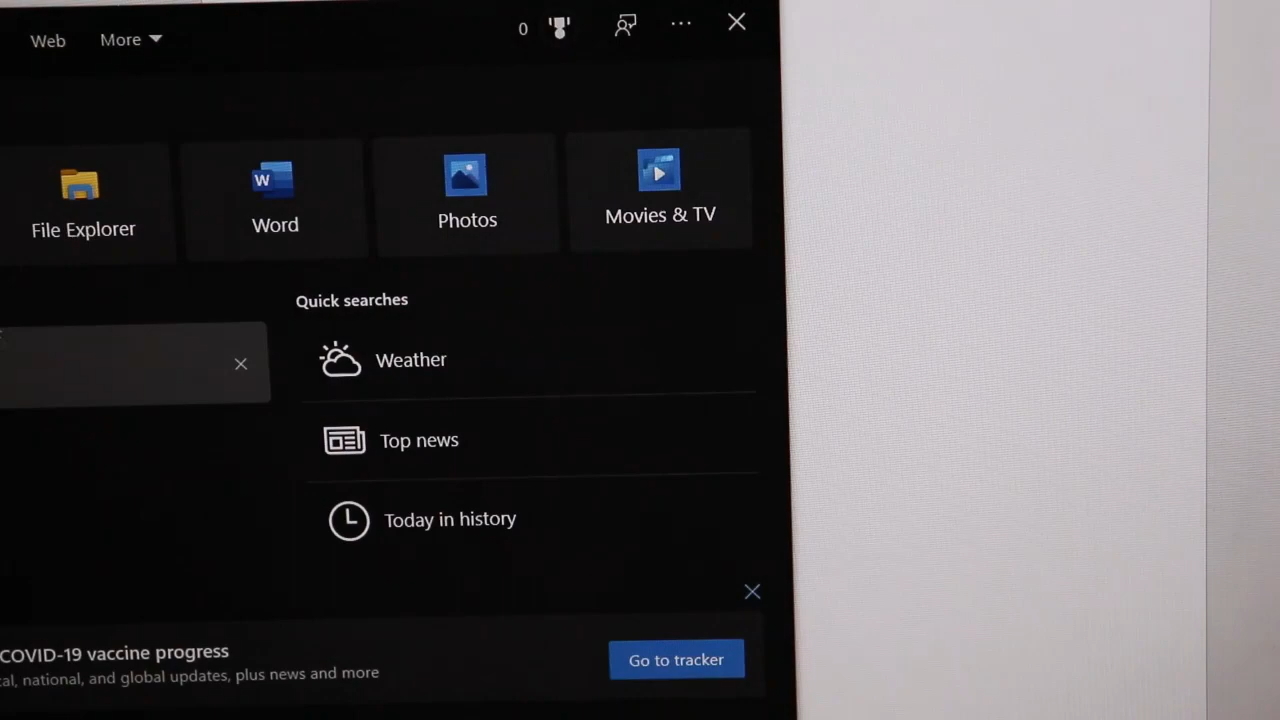 Web More 0
File Explorer Word Photos Movies & TV
Quick searches
Weather
Top news
Today in history
COVID-19 vaccine progress
al, national, and global updates, plus news and more
Go to tracker